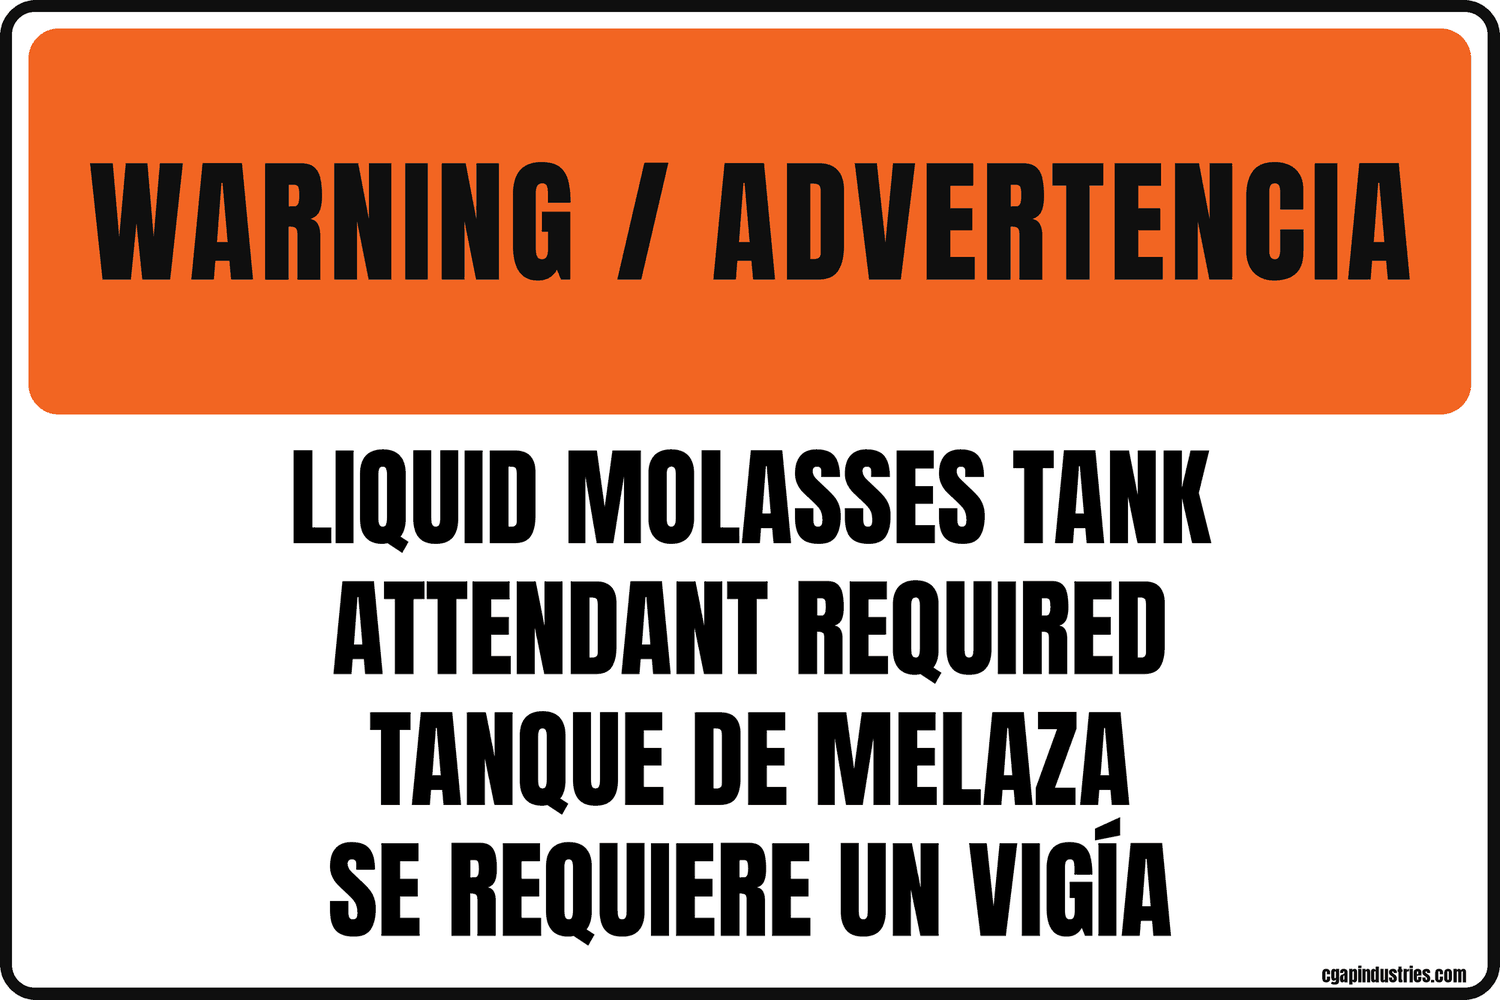 WARNING / ADVERTENCIA
LIQUID MOLASSES TANK
ATTENDANT REQUIRED
TANQUE DE MELAZA
SE REQUIERE UN VIGÍA
cgapindustries.com